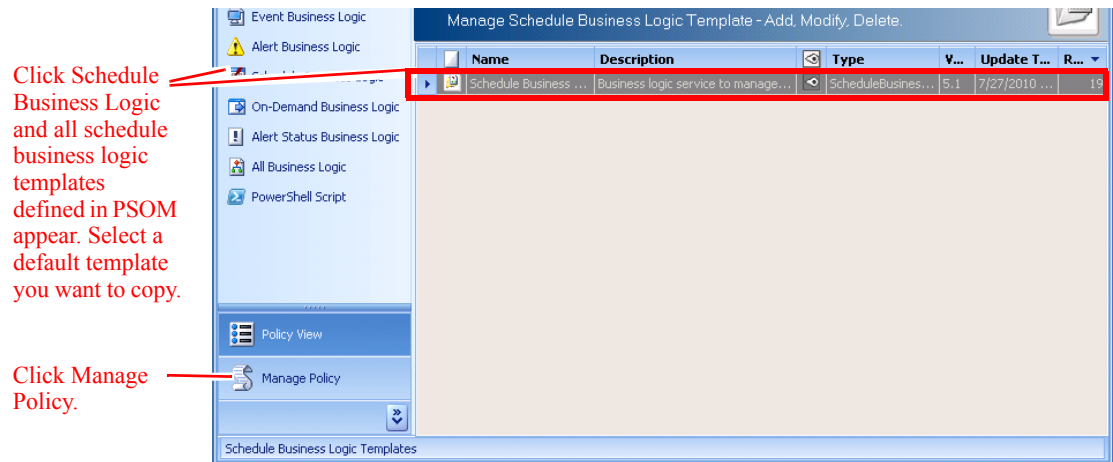 Event Business Logic
Manage Schedule Business Logic Template - Add, Modify, Delete.
Alert Business Logic
Name Description Type V... Update T... R...
Schedule Business ... Business logic service to manage... ScheduleBusines... 5.1 7/27/2010 ... 19
On-Demand Business Logic
Alert Status Business Logic
All Business Logic
PowerShell Script
Policy View
Manage Policy
Schedule Business Logic Templates
Click Schedule
Business Logic
and all schedule
business logic
templates
defined in PSOM
appear. Select a
default template
you want to copy.
Click Manage
Policy.